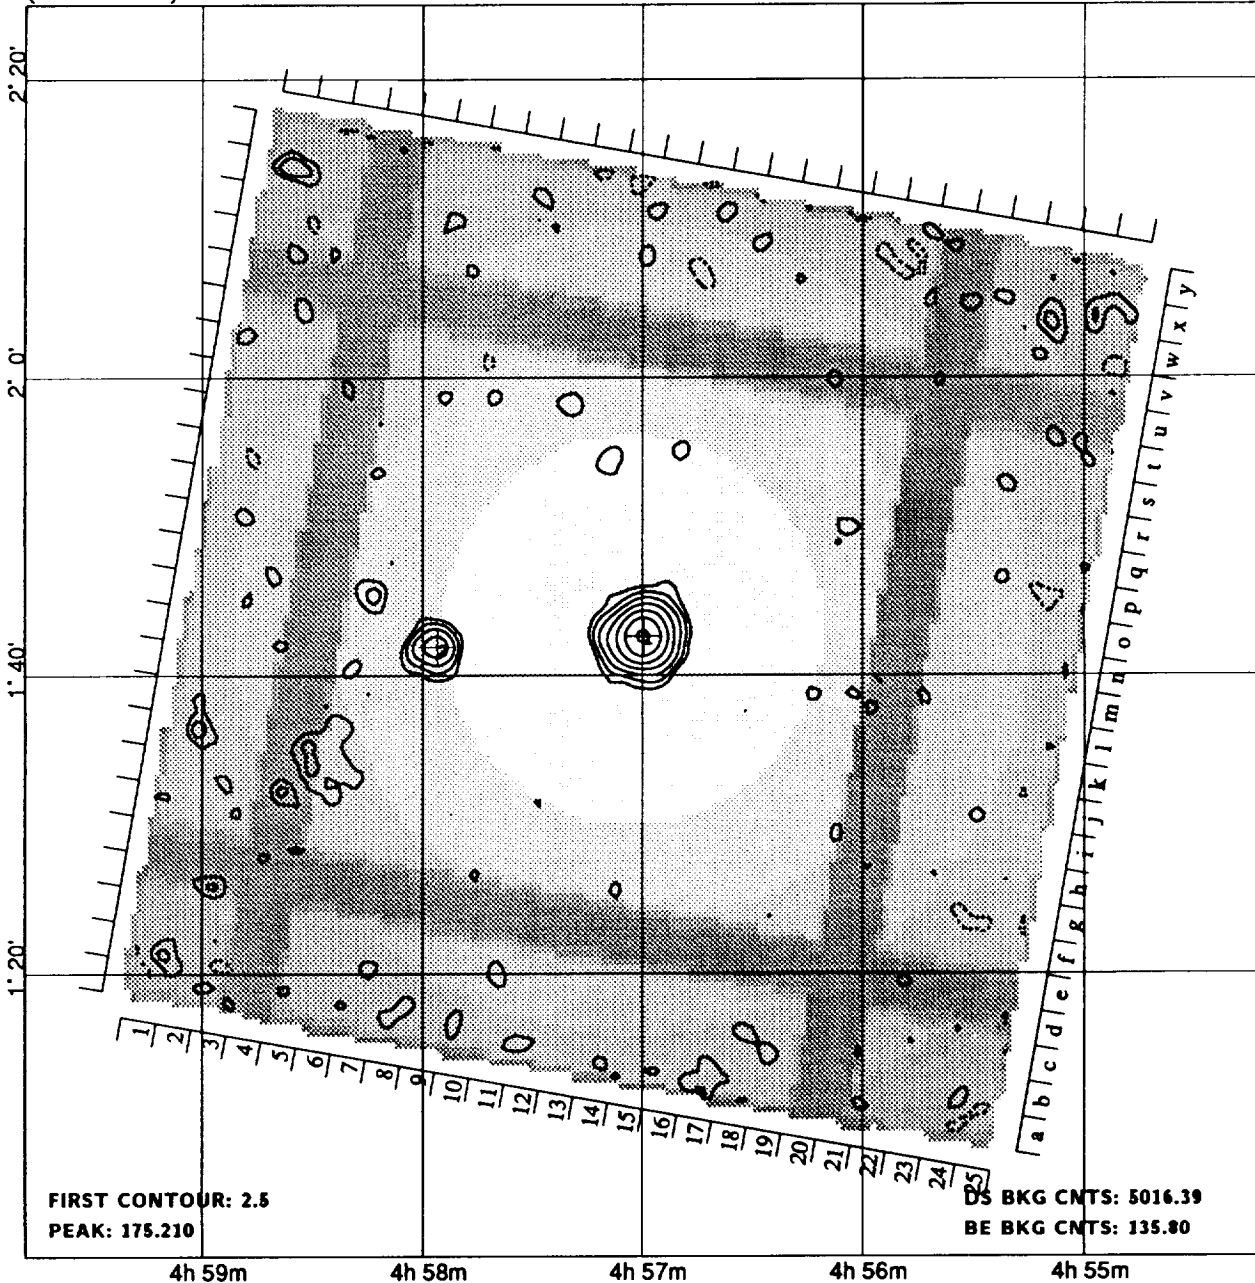 2° 20'
2° 0'
1° 40'
1° 20'
y
x
w
v
u
t
s
r
q
p
o
n
m
l
k
j
i
h
g
f
e
d
c
b
a
1 2 3 4 5 6 7 8 9 10 11 12 13 14 15 16 17 18 19 20 21 22 23 24 25
FIRST CONTOUR: 2.5
PEAK: 175.210
DS BKG CNTS: 5016.39
BE BKG CNTS: 135.80
4h 59m 4h 58m 4h 57m 4h 56m 4h 55m